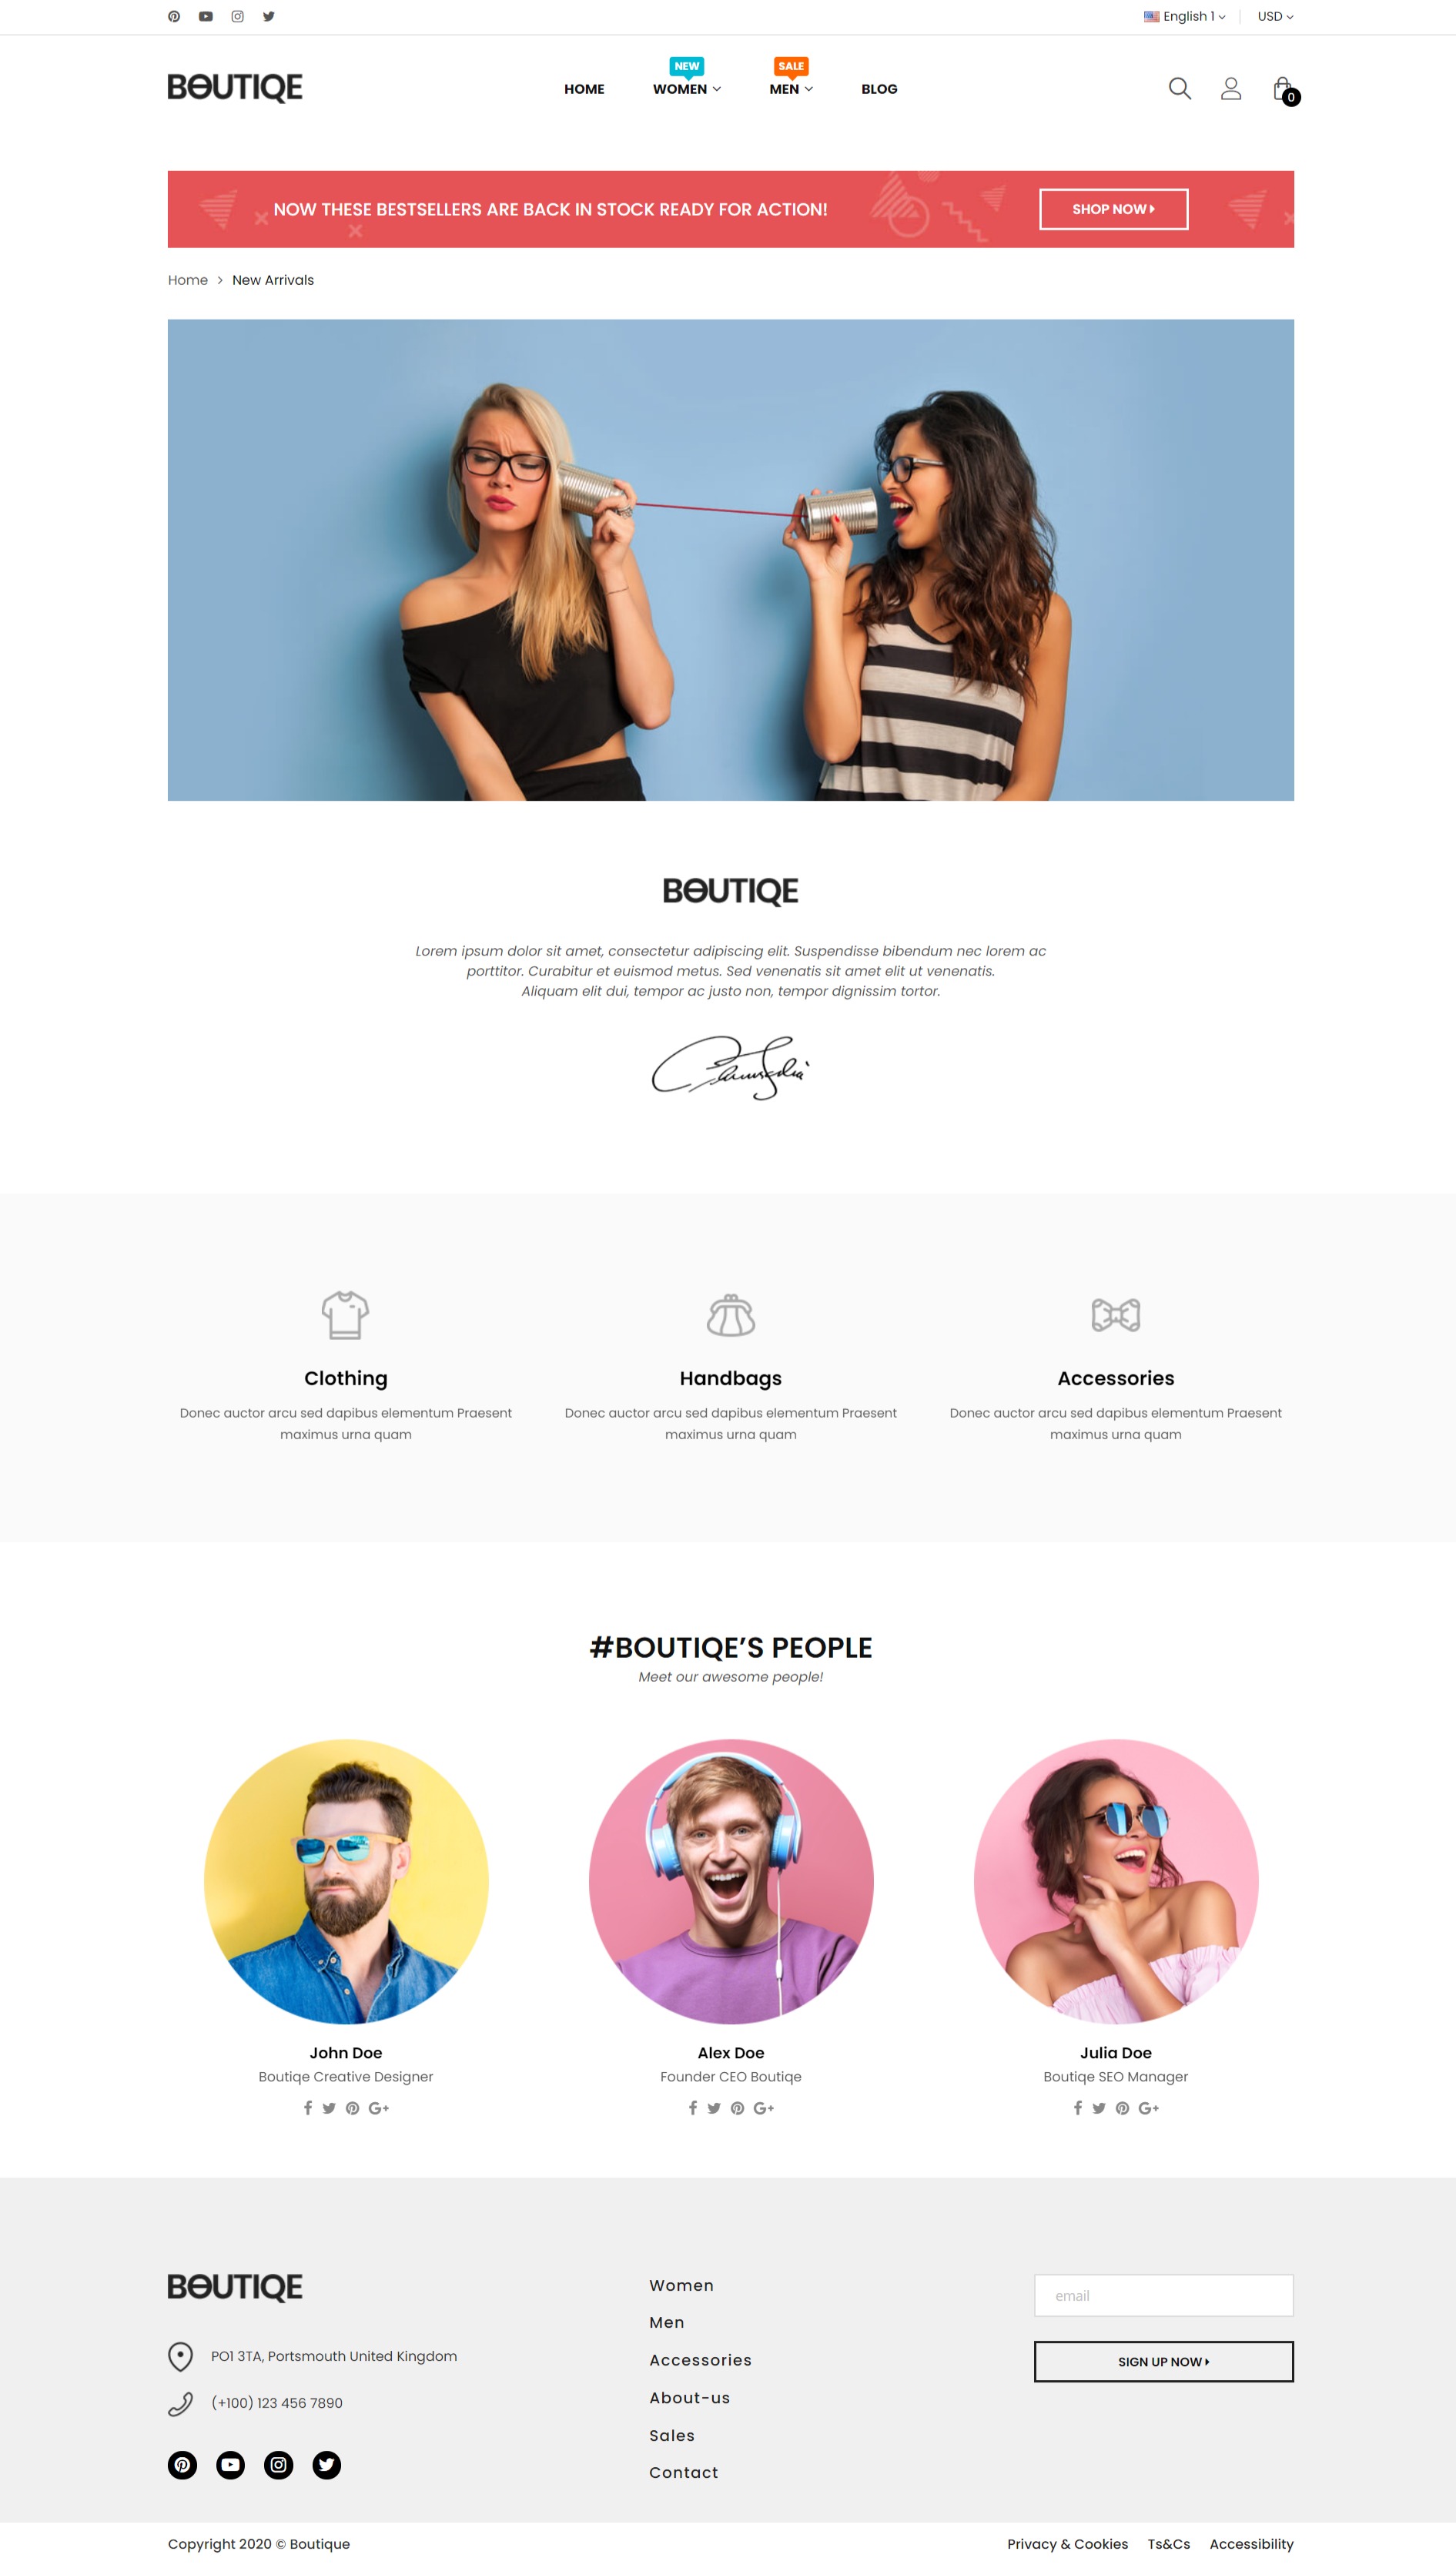 English 1
USD
BOUTIQE
NEW
SALE
HOME
WOMEN
MEN
BLOG
0
NOW THESE BESTSELLERS ARE BACK IN STOCK READY FOR ACTION!
SHOP NOW
Home > New Arrivals
BOUTIQE
Lorem ipsum dolor sit amet, consectetur adipiscing elit. Suspendisse bibendum nec lorem ac
porttitor. Curabitur et euismod metus. Sed venenatis sit amet elit ut venenatis.
Aliquam elit dui, tempor ac justo non, tempor dignissim tortor.
Clothing
Donec auctor arcu sed dapibus elementum Praesent
maximus urna quam
Handbags
Donec auctor arcu sed dapibus elementum Praesent
maximus urna quam
Accessories
Donec auctor arcu sed dapibus elementum Praesent
maximus urna quam
#BOUTIQE’S PEOPLE
Meet our awesome people!
John Doe
Boutiqe Creative Designer
Alex Doe
Founder CEO Boutiqe
Julia Doe
Boutiqe SEO Manager
BOUTIQE
PO1 3TA, Portsmouth United Kingdom
(+100) 123 456 7890
Women
Men
Accessories
About-us
Sales
Contact
email
SIGN UP NOW
Copyright 2020 © Boutique
Privacy & Cookies
Ts&Cs
Accessibility